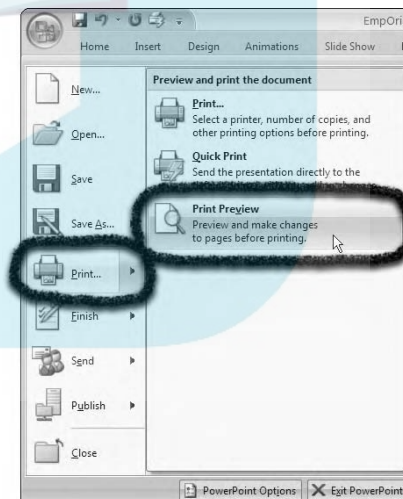 EmpOri
Home Insert Design Animations Slide Show
New...
Open...
Save
Save As...
Print...
Finish
Send
Publish
Close
Preview and print the document
Print...
Select a printer, number of copies, and
other printing options before printing.
Quick Print
Send the presentation directly to the
Print Preview
Preview and make changes
to pages before printing.
PowerPoint Options Exit PowerPoint